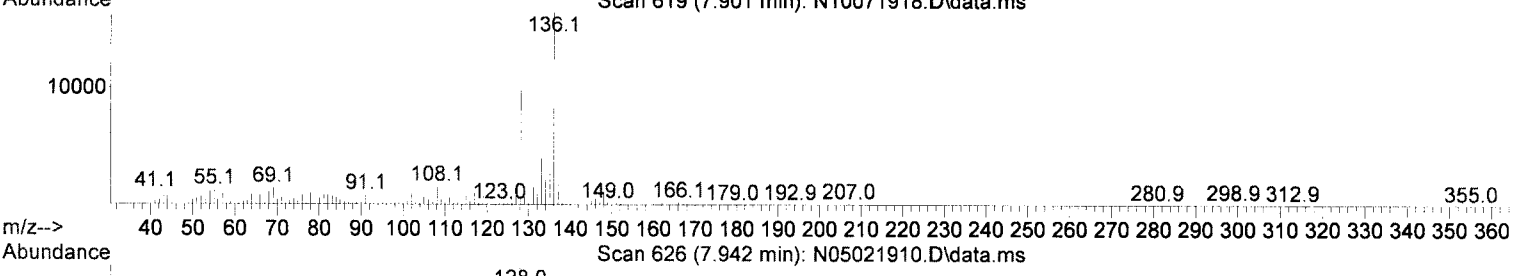 Abundance
Scan 619 (7.901 min): N10071918.D\data.ms
136.1
10000
41.1 55.1 69.1 91.1 108.1 123.0 149.0 166.1 179.0 192.9 207.0 280.9 298.9 312.9 355.0
m/z--> 40 50 60 70 80 90 100 110 120 130 140 150 160 170 180 190 200 210 220 230 240 250 260 270 280 290 300 310 320 330 340 350 360
Abundance
Scan 626 (7.942 min): N05021910.D\data.ms
128.0